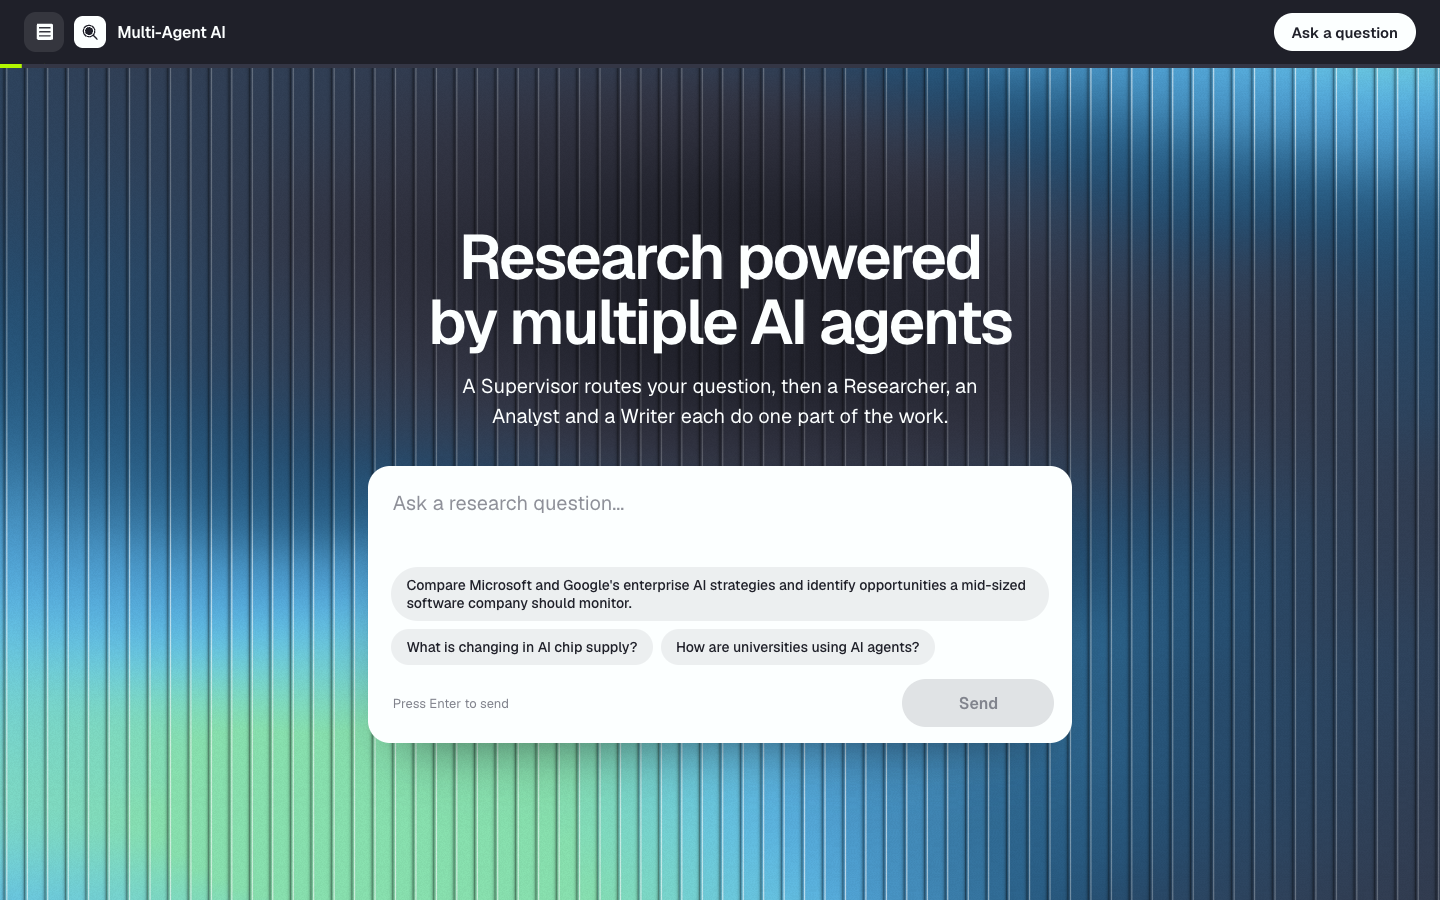 Multi-Agent AI
Ask a question
Research powered
by multiple AI agents
A Supervisor routes your question, then a Researcher, an
Analyst and a Writer each do one part of the work.
Ask a research question...
Compare Microsoft and Google's enterprise AI strategies and identify opportunities a mid-sized
software company should monitor.
What is changing in AI chip supply?
How are universities using AI agents?
Press Enter to send
Send